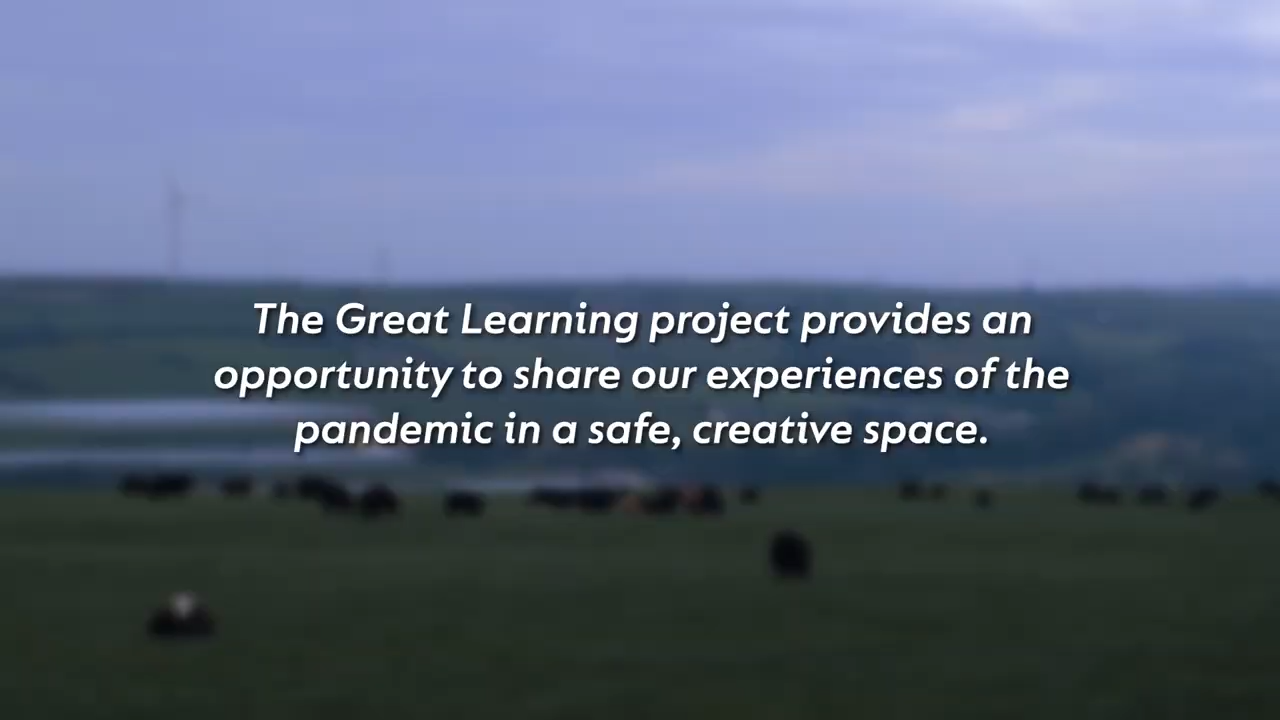 The Great Learning project provides an
opportunity to share our experiences of the
pandemic in a safe, creative space.